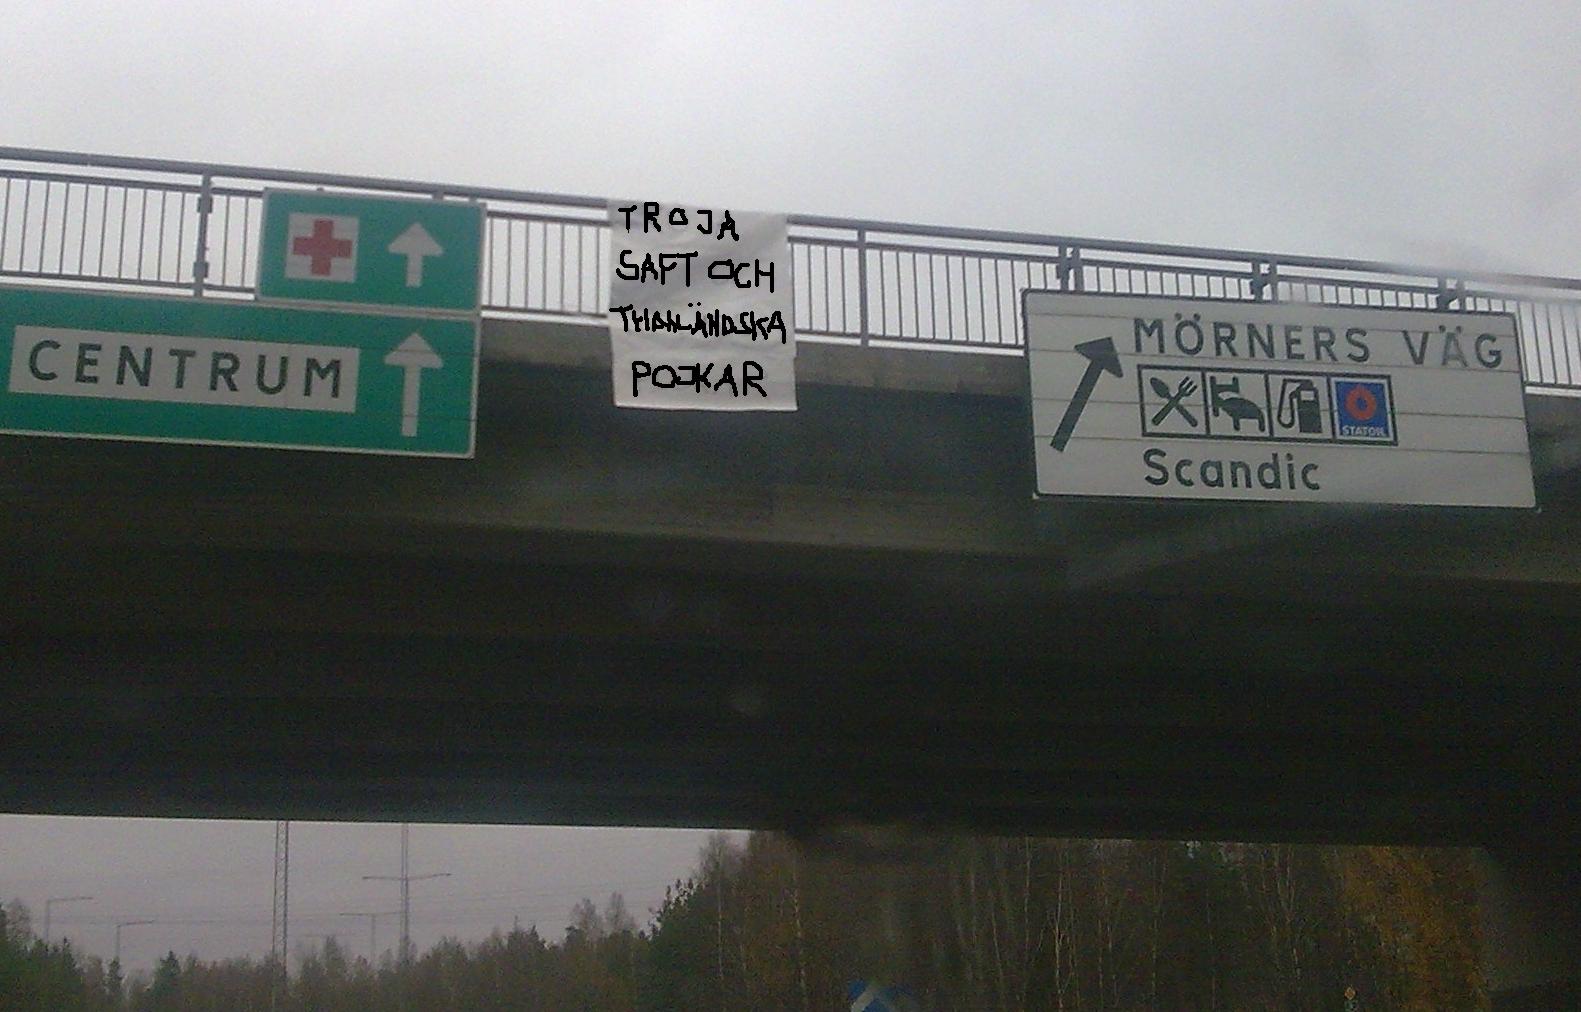 CENTRUM
TROJA
SAFT OCH
THAILÄNDSKA
POJKAR
MÖRNERS VÄG
STATOIL
Scandic